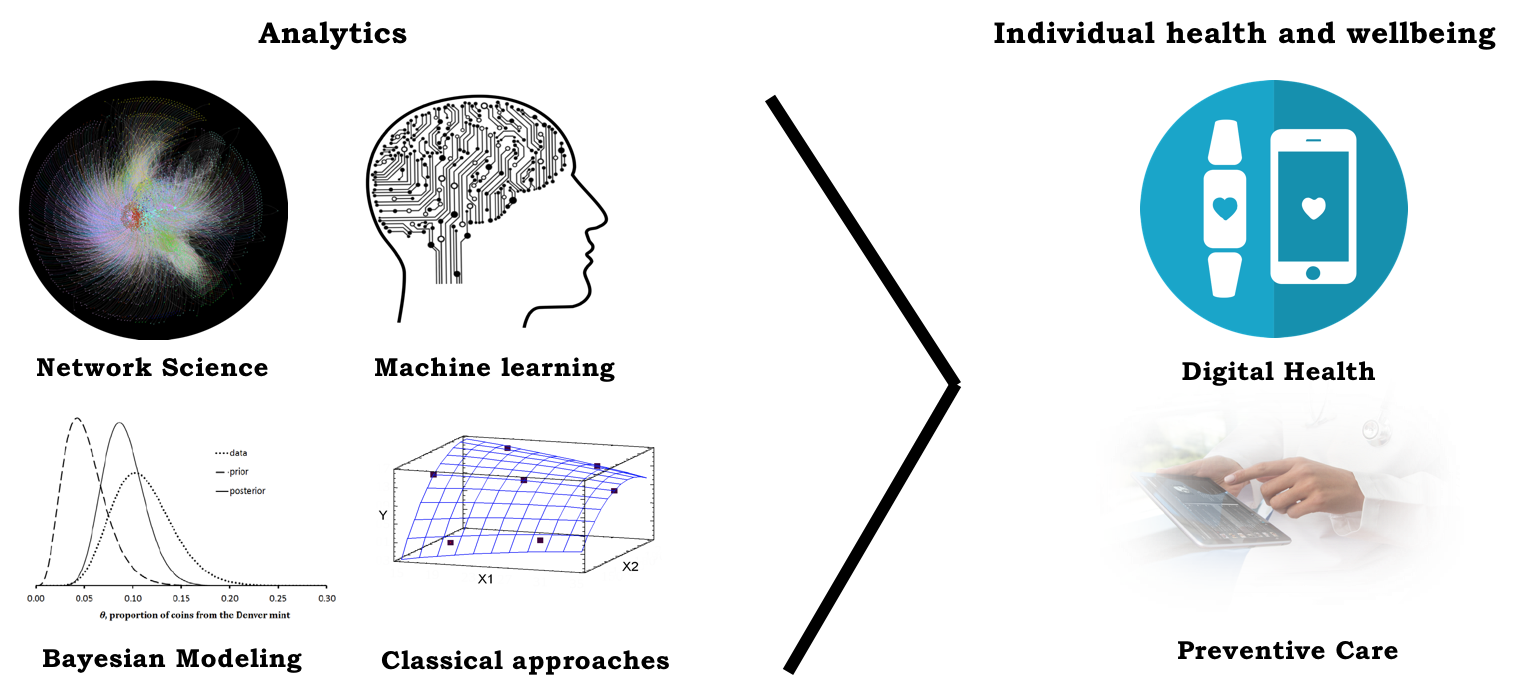 Analytics
Individual health and wellbeing
Network Science
Machine learning
Digital Health
data
prior
posterior
0.00 0.05 0.10 0.15 0.20 0.25 0.30
θ, proportion of coins from the Denver mint
Y
X1
X2
Bayesian Modeling
Classical approaches
Preventive Care